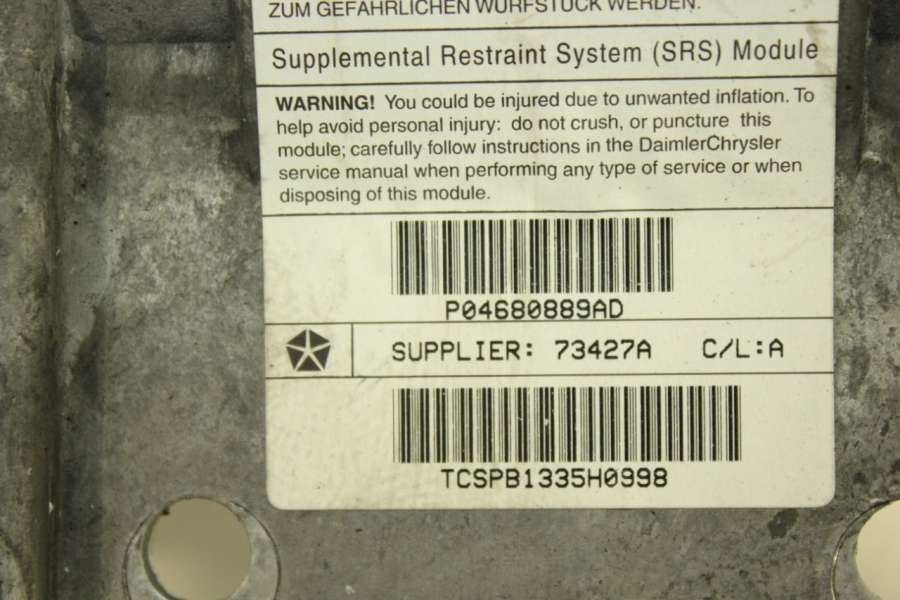 ZUM GEFÄHRLICHEN WURFSTÜCK WERDEN.
Supplemental Restraint System (SRS) Module
WARNING! You could be injured due to unwanted inflation. To
help avoid personal injury: do not crush, or puncture this
module; carefully follow instructions in the DaimlerChrysler
service manual when performing any type of service or when
disposing of this module.
P04680889AD
SUPPLIER: 73427A C/L:A
TCSPB1335H0998